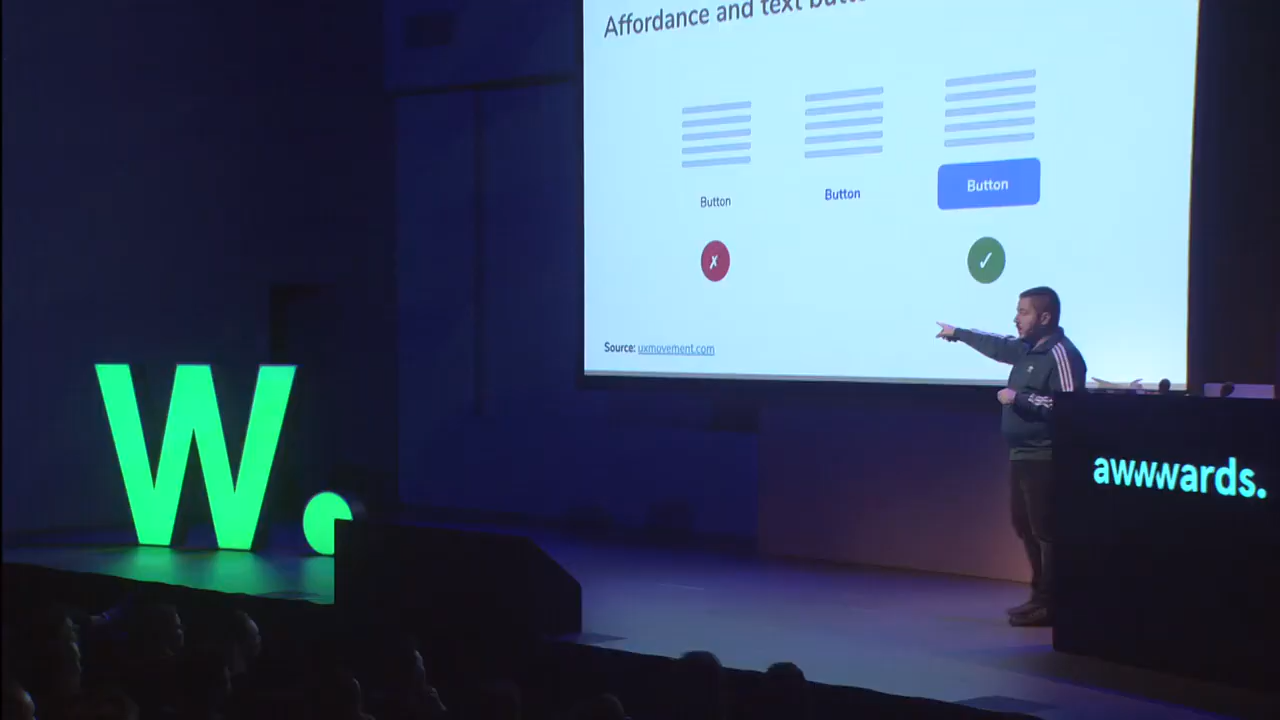 Affordance and text
Button
Button
Button
Source: uxmovement.com
W.
awwwards.